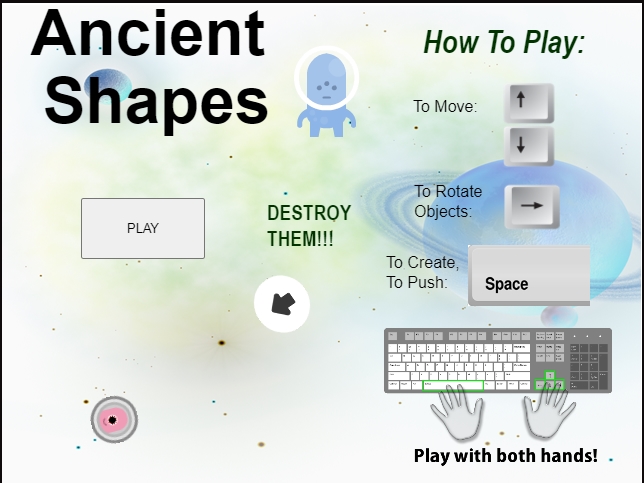 Ancient
Shapes
How To Play:
To Move:
To Rotate
Objects:
PLAY
DESTROY
THEM!!!
To Create,
To Push:
Space
Play with both hands!